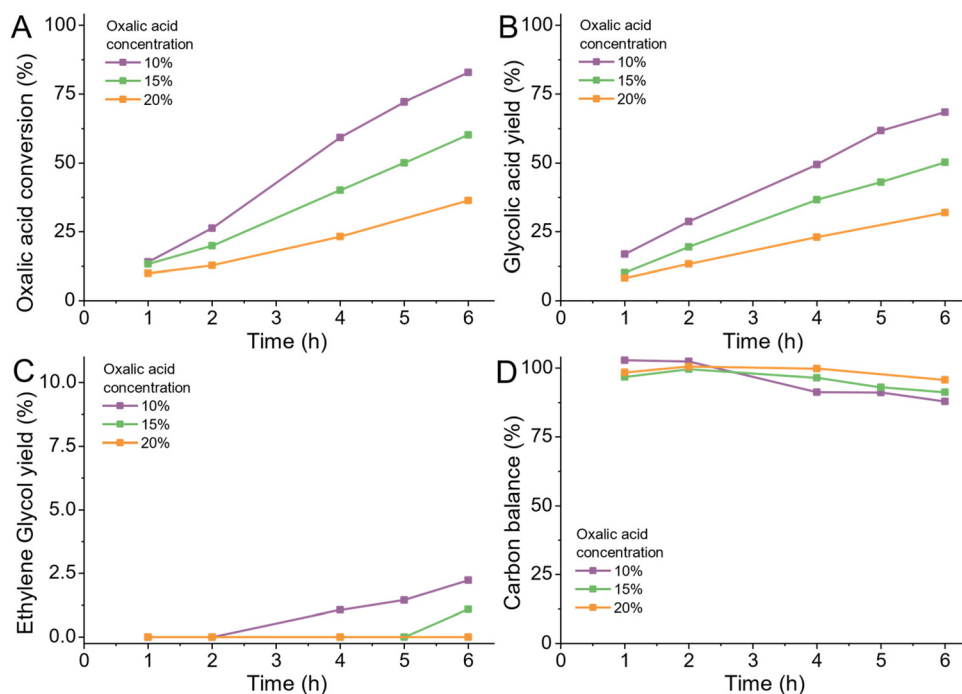 A
Oxalic acid conversion (%)
100
75
50
25
0
Oxalic acid
concentration
10%
15%
20%
0 1 2 3 4 5 6
Time (h)
B
Glycolic acid yield (%)
100
75
50
25
0
Oxalic acid
concentration
10%
15%
20%
0 1 2 3 4 5 6
Time (h)
C
Ethylene Glycol yield (%)
10.0
7.5
5.0
2.5
0.0
Oxalic acid
concentration
10%
15%
20%
0 1 2 3 4 5 6
Time (h)
D
Carbon balance (%)
100
75
50
25
0
Oxalic acid
concentration
10%
15%
20%
0 1 2 3 4 5 6
Time (h)